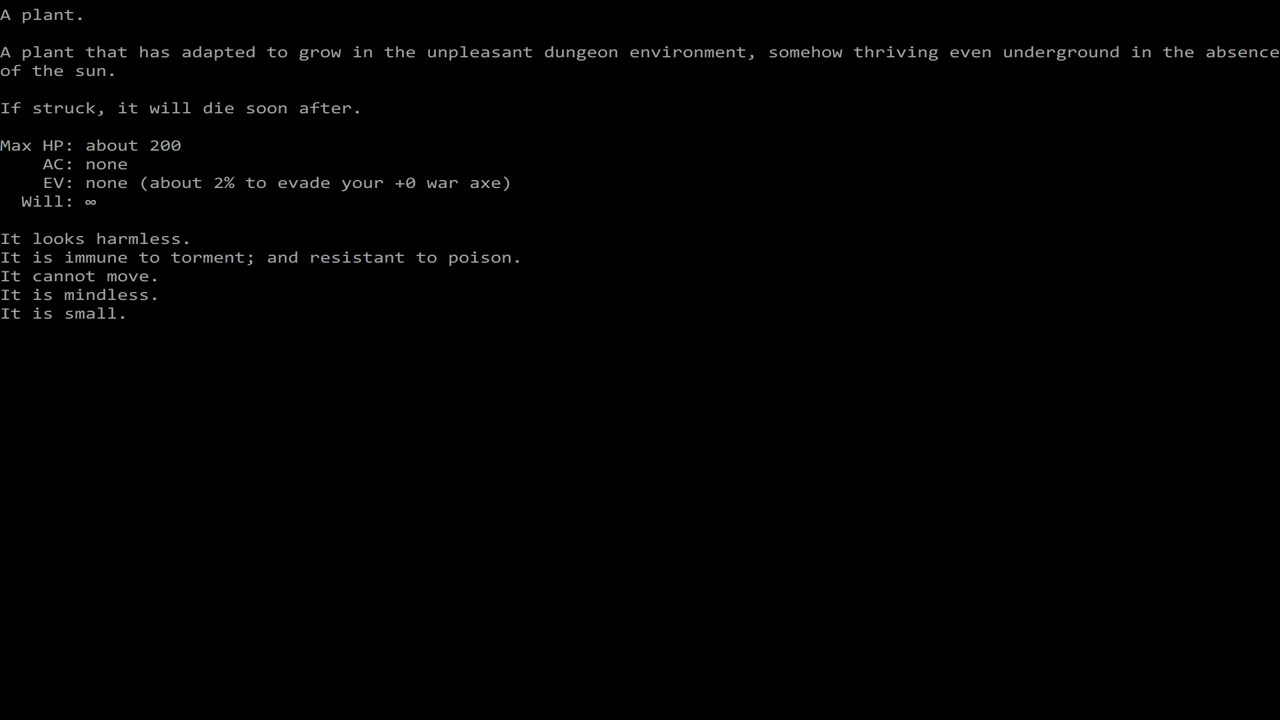 A plant.
A plant that has adapted to grow in the unpleasant dungeon environment, somehow thriving even underground in the absence
of the sun.
If struck, it will die soon after.
Max HP: about 200
AC: none
EV: none (about 2% to evade your +0 war axe)
Will: ∞
It looks harmless.
It is immune to torment; and resistant to poison.
It cannot move.
It is mindless.
It is small.